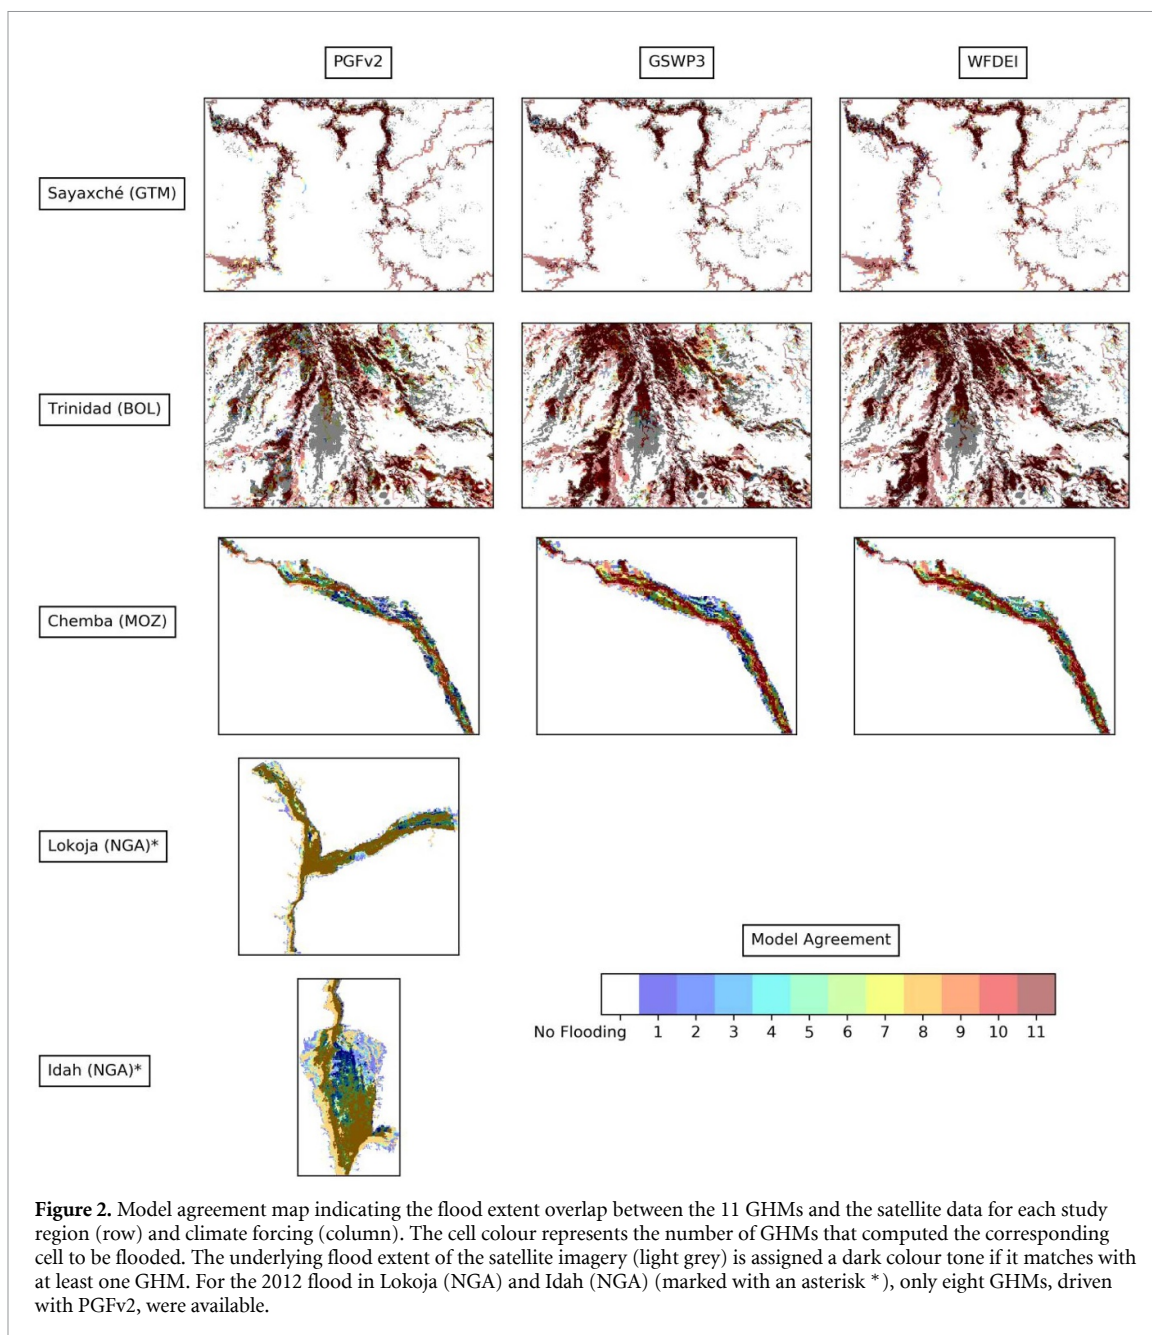 PGFv2
GSWP3
WFDEI
Sayaxché (GTM)
Trinidad (BOL)
Chemba (MOZ)
Lokoja (NGA)*
Model Agreement
No Flooding 1 2 3 4 5 6 7 8 9 10 11
Idah (NGA)*
Figure 2. Model agreement map indicating the flood extent overlap between the 11 GHMs and the satellite data for each study
region (row) and climate forcing (column). The cell colour represents the number of GHMs that computed the corresponding
cell to be flooded. The underlying flood extent of the satellite imagery (light grey) is assigned a dark colour tone if it matches with
at least one GHM. For the 2012 flood in Lokoja (NGA) and Idah (NGA) (marked with an asterisk *), only eight GHMs, driven
with PGFv2, were available.